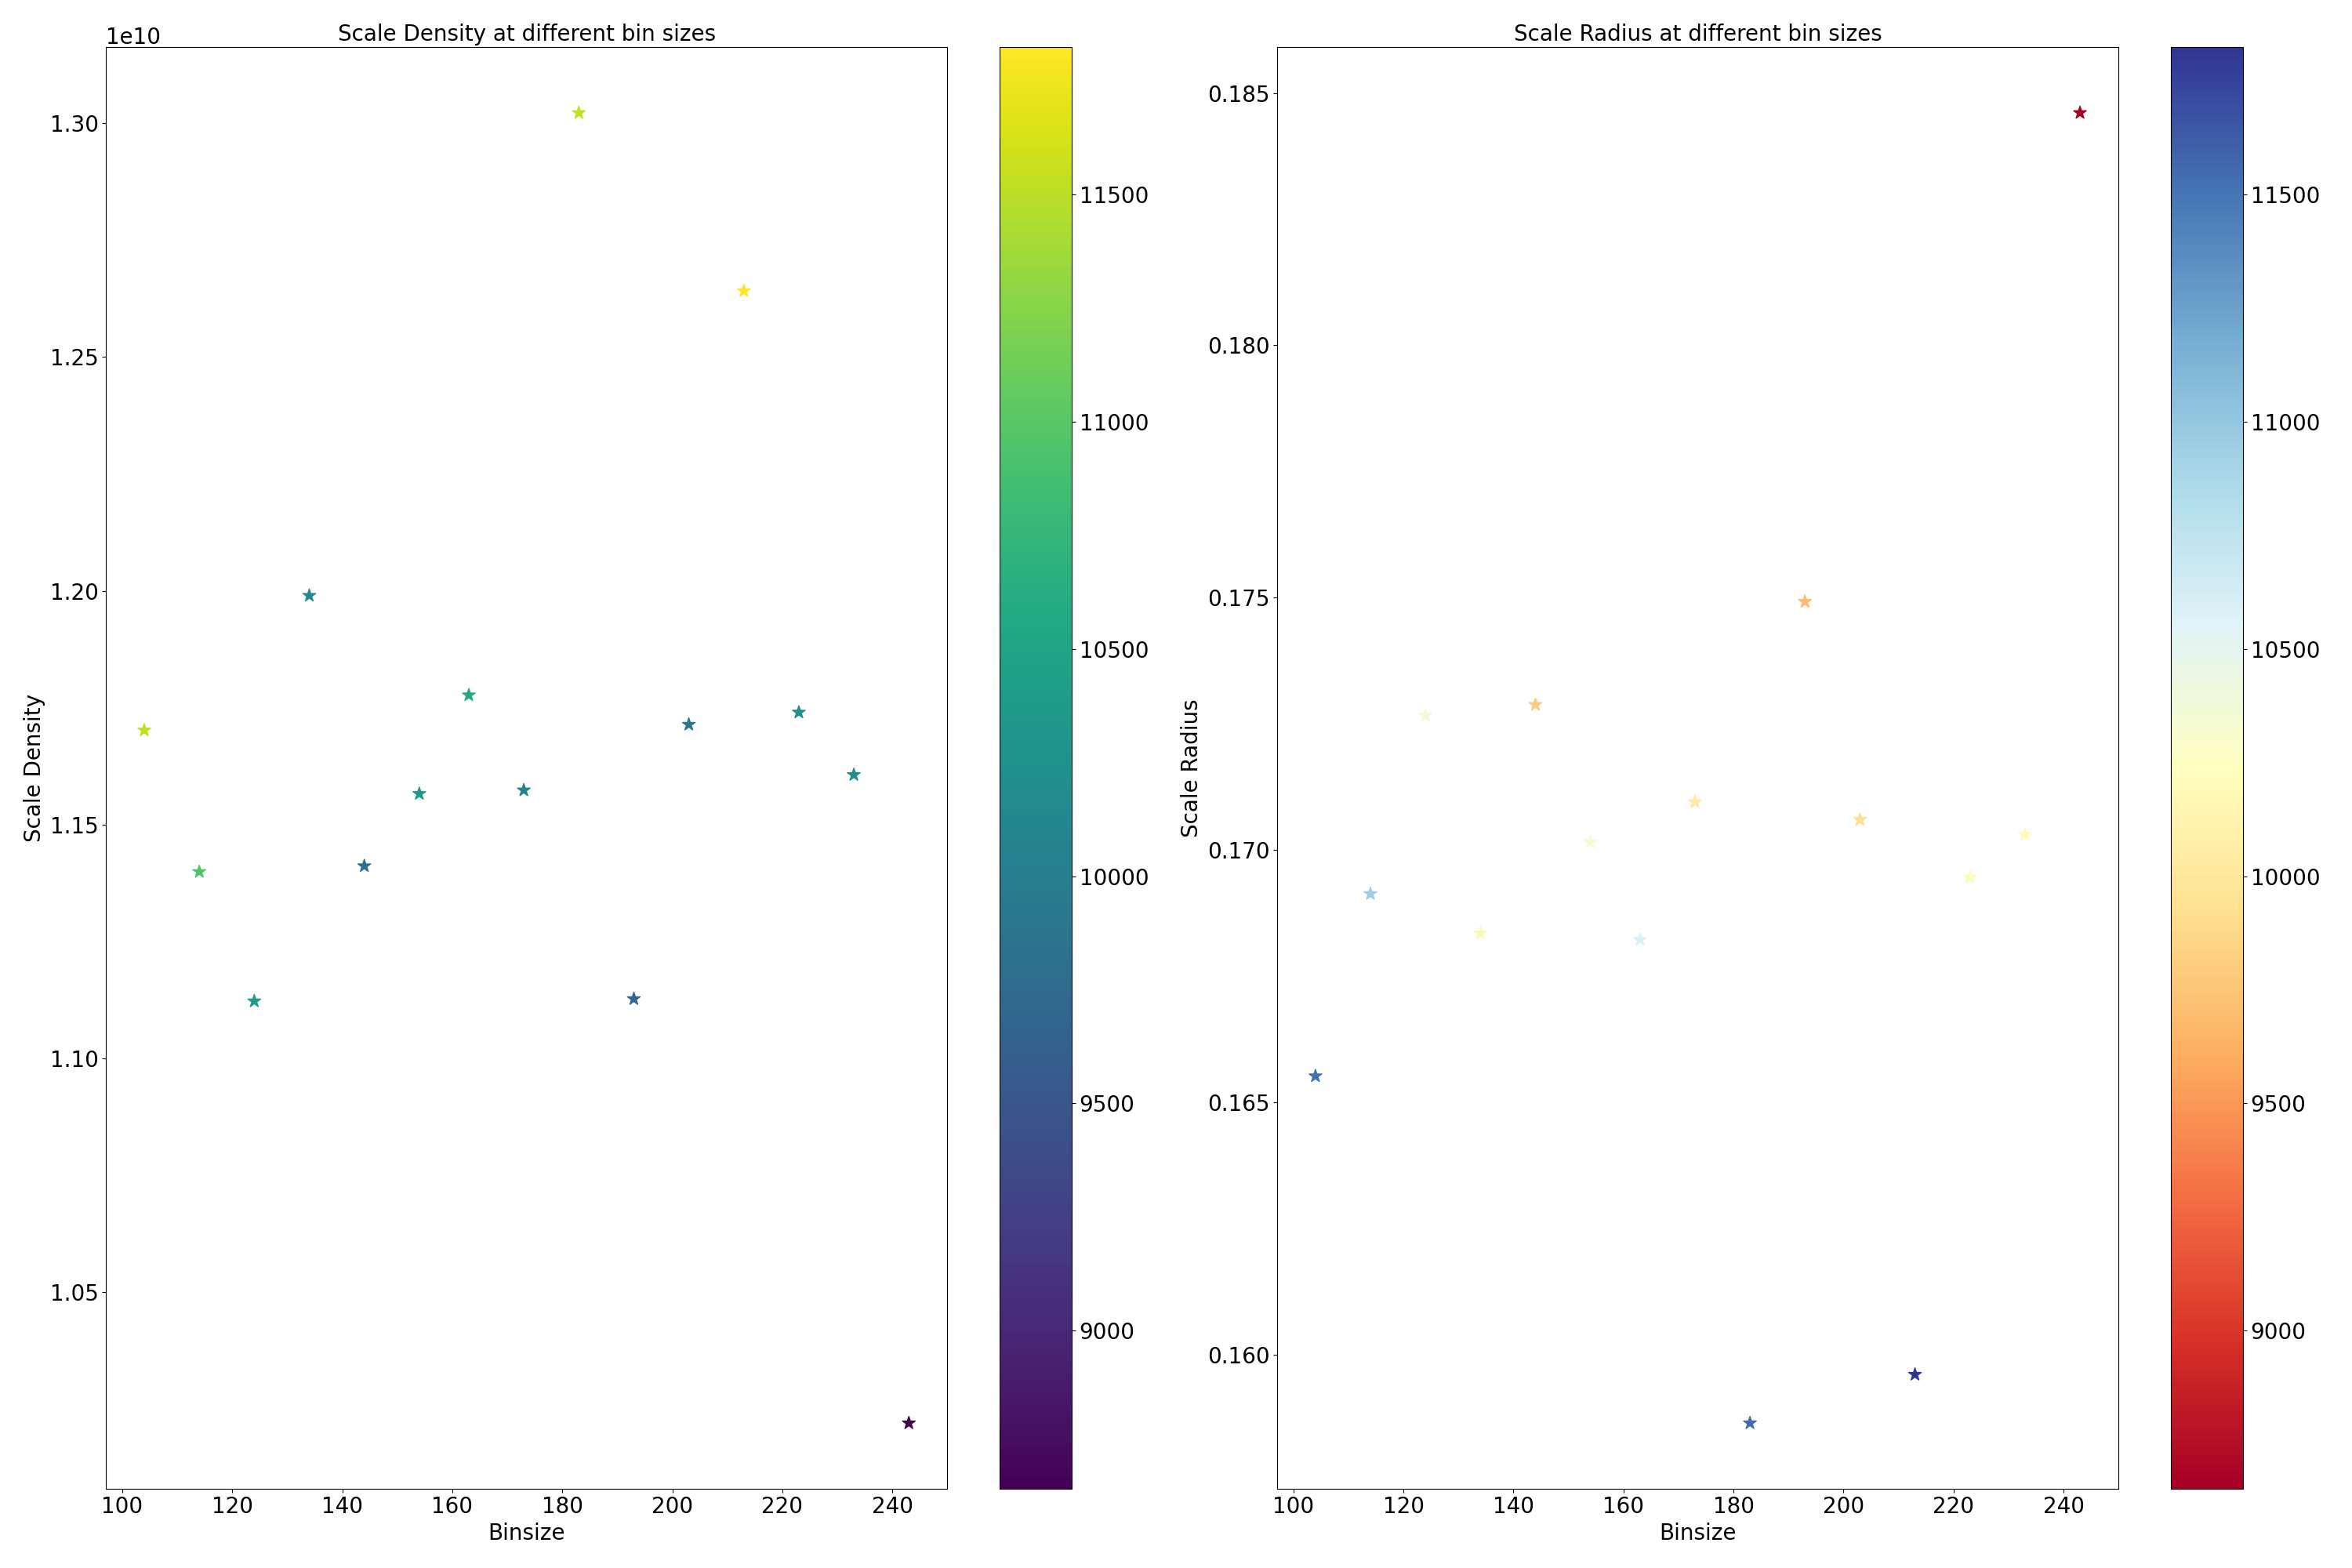 Scale Density at different bin sizes
1e10
1.30
1.25
1.20
1.15
1.10
1.05
Scale Density
100 120 140 160 180 200 220 240
Binsize
11500
11000
10500
10000
9500
9000
Scale Radius at different bin sizes
0.185
0.180
0.175
0.170
0.165
0.160
Scale Radius
100 120 140 160 180 200 220 240
Binsize
11500
11000
10500
10000
9500
9000